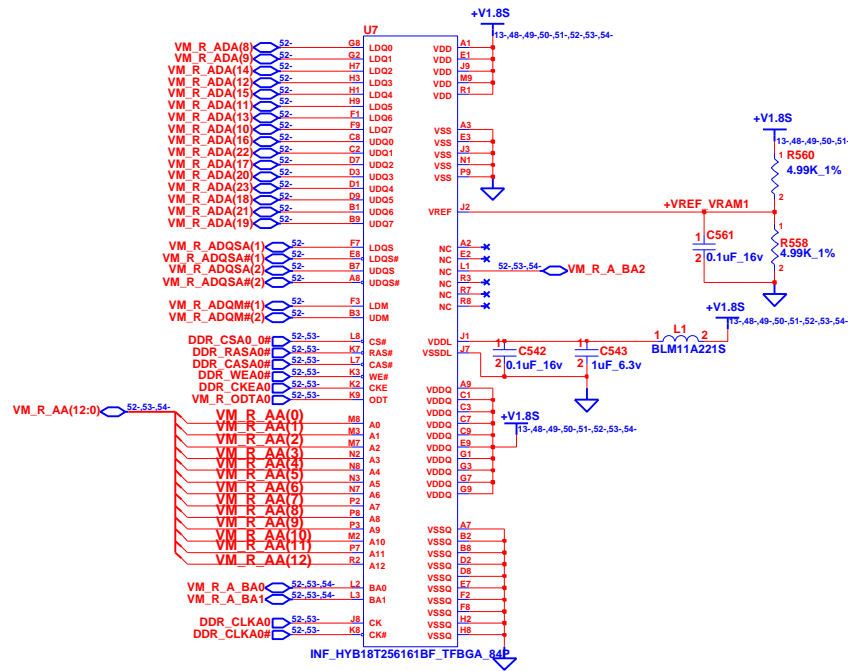 +V1.8S
13-,48-,49-,50-,51-,52-,53-,54-
U7
VM_R_ADA(8) 52- G8 LDQ0 VDD A1
VM_R_ADA(9) 52- G2 LDQ1 VDD E1
VM_R_ADA(14) 52- H7 LDQ2 VDD J9
VM_R_ADA(12) 52- H3 LDQ3 VDD M9
VM_R_ADA(15) 52- H1 LDQ4 VDD R1
VM_R_ADA(11) 52- H9 LDQ5
VM_R_ADA(13) 52- F1 LDQ6
VM_R_ADA(10) 52- F9 LDQ7 VSS A3
VM_R_ADA(16) 52- C8 UDQ0 VSS E3
VM_R_ADA(22) 52- C2 UDQ1 VSS J3
VM_R_ADA(17) 52- D7 UDQ2 VSS N1
VM_R_ADA(20) 52- D3 UDQ3 VSS P9
VM_R_ADA(23) 52- D1 UDQ4
VM_R_ADA(18) 52- D9 UDQ5
VM_R_ADA(21) 52- B1 UDQ6 VREF J2 +VREF_VRAM1
VM_R_ADA(19) 52- B9 UDQ7
+V1.8S
13-,48-,49-,50-,51-
1 R560
4.99K_1%
2
1 C561
2 0.1uF_16v
1 R558
4.99K_1%
2
VM_R_ADQSA(1) 52- F7 LDQS NC A2
VM_R_ADQSA#(1) 52- E8 LDQS# NC E2
VM_R_ADQSA(2) 52- B7 UDQS NC L1 52-,53-,54- VM_R_A_BA2
VM_R_ADQSA#(2) 52- A8 UDQS# NC R3
NC R7
VM_R_ADQM#(1) 52- F3 LDM NC R8
VM_R_ADQM#(2) 52- B3 UDM
+V1.8S
13-,48-,49-,50-,51-,52-,53-,54-
DDR_CSA0_0# 52-,53- L8 CS# VDDL J1 1 L1 2
DDR_RASA0# 52-,53- K7 RAS# VSSDL J7 BLM11A221S
DDR_CASA0# 52-,53- L7 CAS#
DDR_WEA0# 52-,53- K3 WE#
DDR_CKEA0 52-,53- K2 CKE
VM_R_ODTA0 52-,53- K9 ODT
1 C542
2 0.1uF_16v
1 C543
2 1uF_6.3v
VM_R_AA(12:0) 52-,53-,54-
VM_R_AA(0) M8 A0
VM_R_AA(1) M3 A1
VM_R_AA(2) M7 A2
VM_R_AA(3) N2 A3
VM_R_AA(4) N8 A4
VM_R_AA(5) N3 A5
VM_R_AA(6) N7 A6
VM_R_AA(7) P2 A7
VM_R_AA(8) P8 A8
VM_R_AA(9) P3 A9
VM_R_AA(10) M2 A10
VM_R_AA(11) P7 A11
VM_R_AA(12) R2 A12
VDDQ A9
VDDQ C1
VDDQ C3
VDDQ C7
VDDQ C9
VDDQ E9
VDDQ G1
VDDQ G3
VDDQ G7
VDDQ G9
+V1.8S
13-,48-,49-,50-,51-,52-,53-,54-
VSSQ A7
VSSQ B2
VSSQ B8
VSSQ D2
VSSQ D8
VSSQ E7
VSSQ F2
VSSQ F8
VSSQ H2
VSSQ H8
VM_R_A_BA0 52-,53-,54- L2 BA0
VM_R_A_BA1 52-,53-,54- L3 BA1
DDR_CLKA0 52-,53- J8 CK
DDR_CLKA0# 52-,53- K8 CK#
INF_HYB18T256161BF_TFBGA_84P